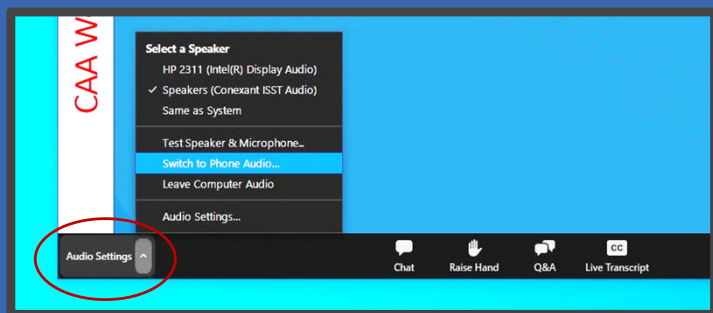 CAA W
Select a Speaker
HP 2311 (Intel(R) Display Audio)
✓ Speakers (Conexant ISST Audio)
Same as System
Test Speaker & Microphone...
Switch to Phone Audio...
Leave Computer Audio
Audio Settings...
Audio Settings
Chat
Raise Hand
Q&A
CC
Live Transcript